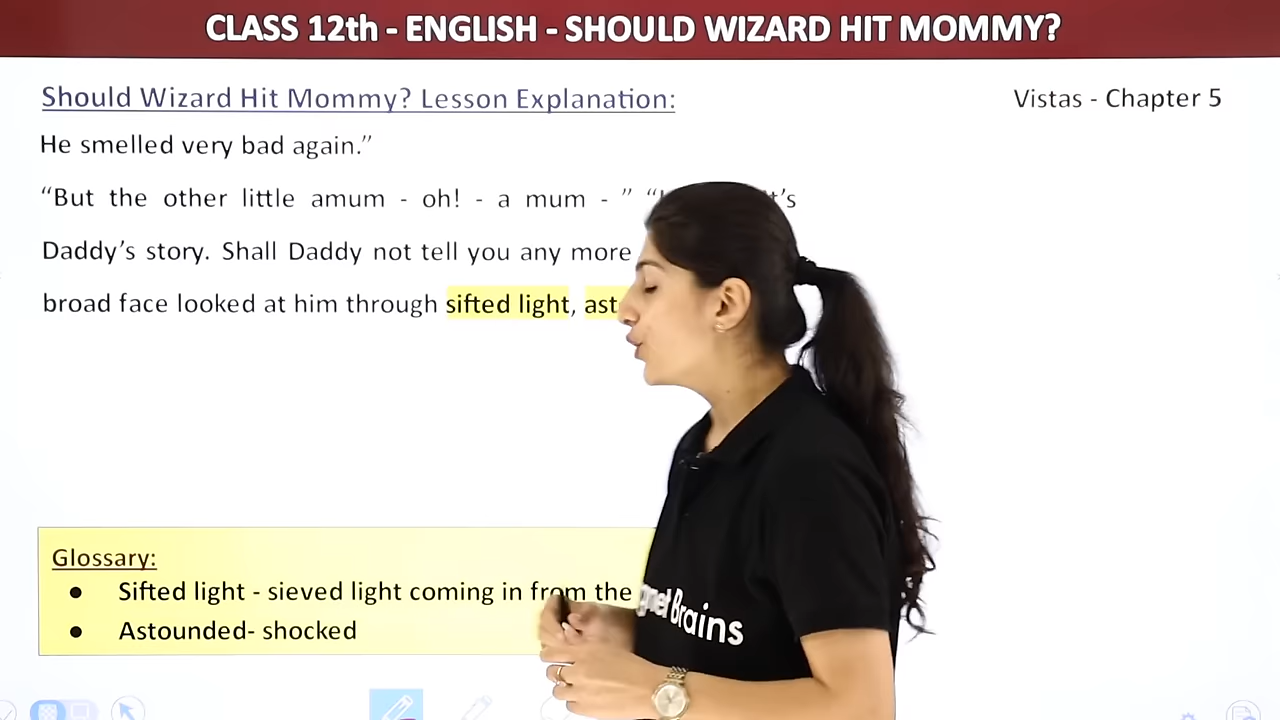 CLASS 12th - ENGLISH - SHOULD WIZARD HIT MOMMY?
Should Wizard Hit Mommy? Lesson Explanation:
Vistas - Chapter 5
He smelled very bad again.”
“But the other little amum - oh! - a mum - ”
Daddy’s story. Shall Daddy not tell you any more
broad face looked at him through sifted light,
Glossary:
● Sifted light - sieved light coming in from the
● Astounded- shocked
Brains